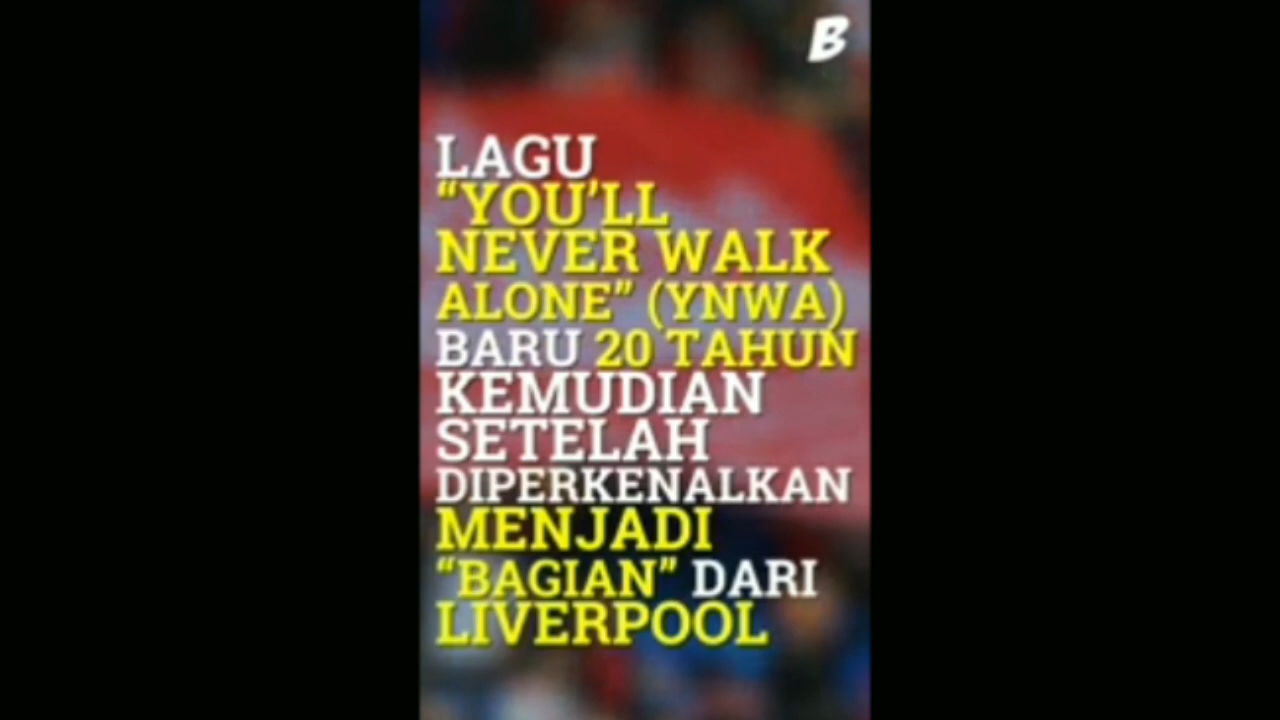 B
LAGU
“YOU’LL
NEVER WALK
ALONE” (YNWA)
BARU 20 TAHUN
KEMUDIAN
SETELAH
DIPERKENALKAN
MENJADI
“BAGIAN” DARI
LIVERPOOL